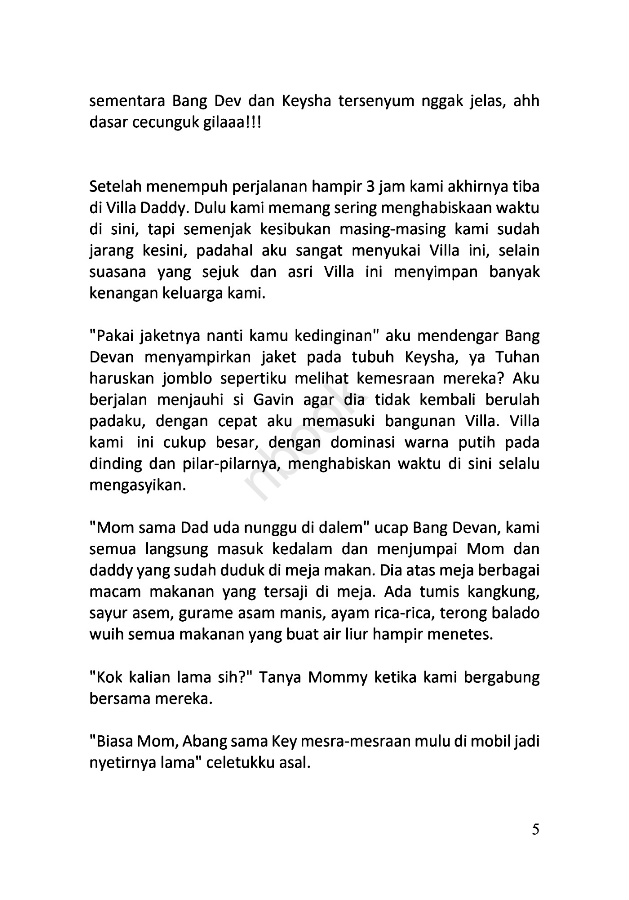 sementara Bang Dev dan Keysha tersenyum nggak jelas, ahh
dasar cecunguk gilaaa!!!
Setelah menempuh perjalanan hampir 3 jam kami akhirnya tiba
di Villa Daddy. Dulu kami memang sering menghabiskaan waktu
di sini, tapi semenjak kesibukan masing-masing kami sudah
jarang kesini, padahal aku sangat menyukai Villa ini, selain
suasana yang sejuk dan asri Villa ini menyimpan banyak
kenangan keluarga kami.
"Pakai jaketnya nanti kamu kedinginan" aku mendengar Bang
Devan menyampirkan jaket pada tubuh Keysha, ya Tuhan
haruskan jomblo sepertiku melihat kemesraan mereka? Aku
berjalan menjauhi si Gavin agar dia tidak kembali berulah
padaku, dengan cepat aku memasuki bangunan Villa. Villa
kami ini cukup besar, dengan dominasi warna putih pada
dinding dan pilar-pilarnya, menghabiskan waktu di sini selalu
mengasyikan.
"Mom sama Dad uda nunggu di dalem" ucap Bang Devan, kami
semua langsung masuk kedalam dan menjumpai Mom dan
daddy yang sudah duduk di meja makan. Dia atas meja berbagai
macam makanan yang tersaji di meja. Ada tumis kangkung,
sayur asem, gurame asam manis, ayam rica-rica, terong balado
wuih semua makanan yang buat air liur hampir menetes.
"Kok kalian lama sih?" Tanya Mommy ketika kami bergabung
bersama mereka.
"Biasa Mom, Abang sama Key mesra-mesraan mulu di mobil jadi
nyetirnya lama" celetukku asal.
5